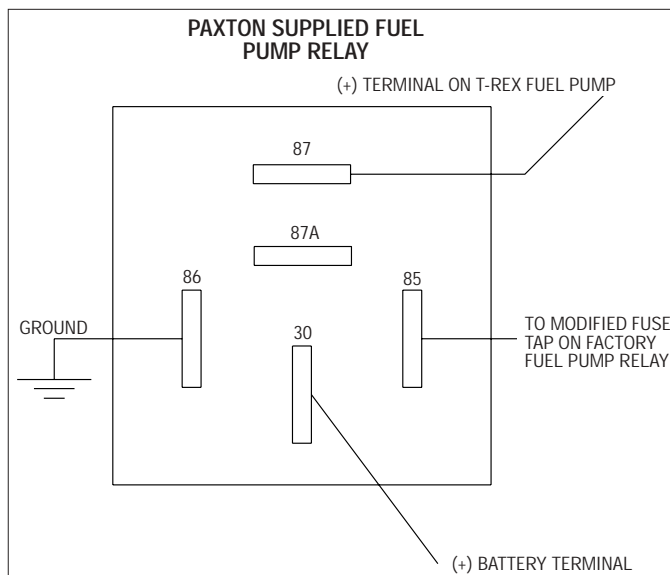 PAXTON SUPPLIED FUEL
PUMP RELAY
(+) TERMINAL ON T-REX FUEL PUMP
87
87A
86
85
30
GROUND
TO MODIFIED FUSE
TAP ON FACTORY
FUEL PUMP RELAY
(+) BATTERY TERMINAL